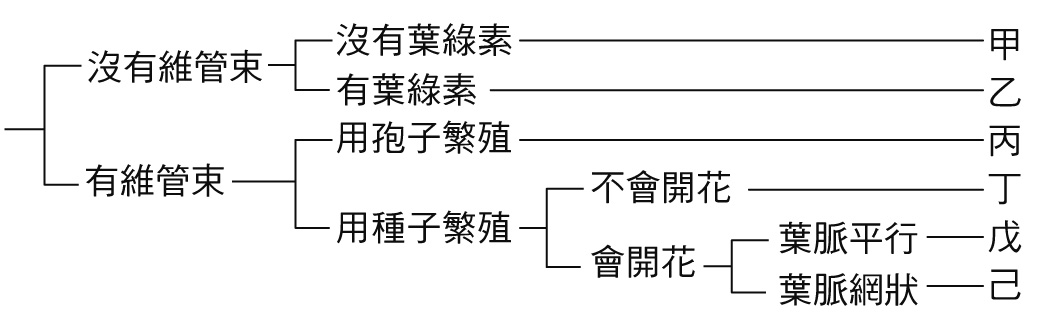 沒有維管束
沒有葉綠素
甲
有葉綠素
乙
有維管束
用孢子繁殖
丙
用種子繁殖
不會開花
丁
會開花
葉脈平行
戊
葉脈網狀
己